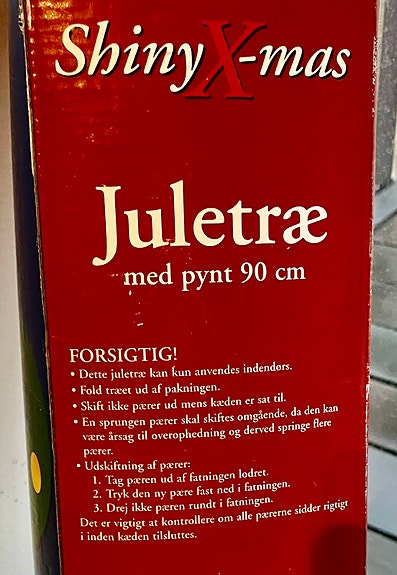 Shiny X-mas
Juletræ
med pynt 90 cm
FORSIGTIG!
• Dette juletræ kan kun anvendes indendørs.
• Fold træet ud af pakningen.
• Skift ikke pærer ud mens kæden er sat til.
• En sprungen pærer skal skiftes omgående, da den kan
være årsag til overophedning og derved springe flere
pærer.
• Udskiftning af pærer:
1. Tag pæren ud af fatningen lodret.
2. Tryk den ny pære fast ned i fatningen.
3. Drej ikke pæren rundt i fatningen.
Det er vigtigt at kontrollere om alle pærerne sidder rigtigt
i inden kæden tilsluttes.